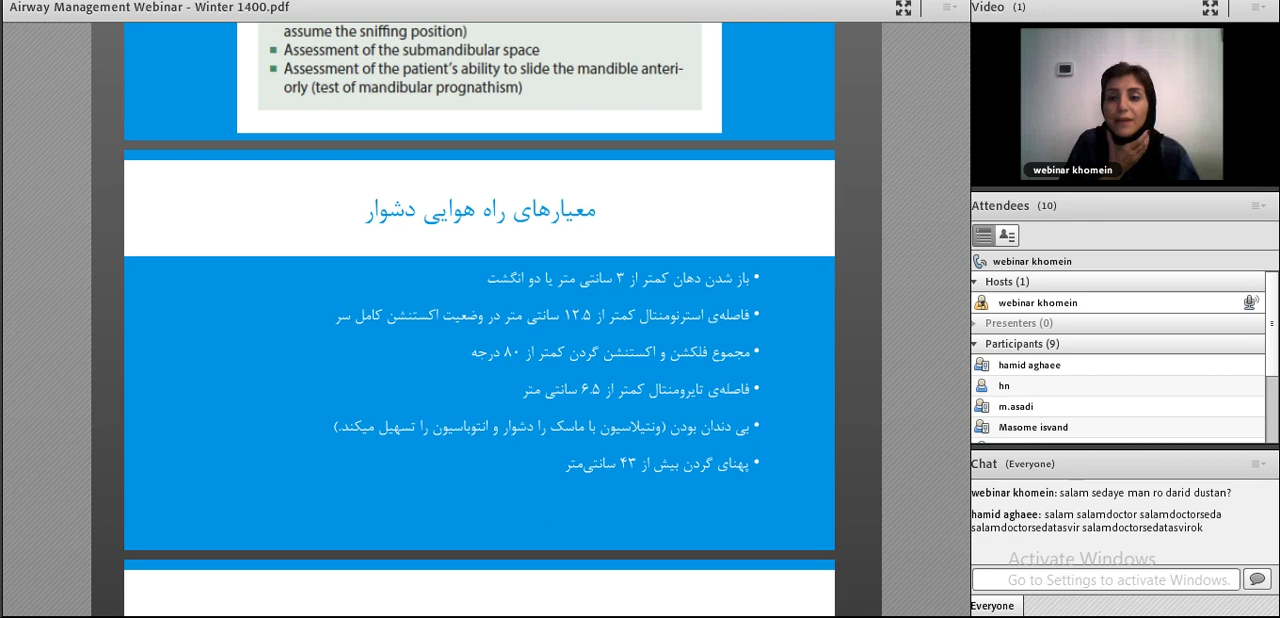 Airway Management Webinar - Winter 1400.pdf
assume the sniffing position)
Assessment of the submandibular space
Assessment of the patient's ability to slide the mandible anteri-
orly (test of mandibular prognathism)
معیارهای راه هوایی دشوار
• باز شدن دهان کمتر از ۳ سانتی متر یا دو انگشت
• فاصله‌ی استرنومنتال کمتر از ۱۲.۵ سانتی متر در وضعیت اکستنشن کامل سر
• مجموع فلکشن و اکستنشن گردن کمتر از ۸۰ درجه
• فاصله‌ی تایرومنتال کمتر از ۶.۵ سانتی متر
• بی دندان بودن (ونتیلاسیون با ماسک را دشوار و انتوباسیون را تسهیل میکند.)
• پهنای گردن بیش از ۴۳ سانتی‌متر
Video (1)
webinar khomein
Attendees (10)
webinar khomein
Hosts (1)
webinar khomein
Presenters (0)
Participants (9)
hamid aghaee
hn
m.asadi
Masome isvand
Chat (Everyone)
webinar khomein: salam sedaye man ro darid dustan?
hamid aghaee: salam salamdoctor salamdoctorseda
salamdoctorsedatasvir salamdoctorsedatasvirok
Activate Windows
Go to Settings to activate Windows.
Everyone